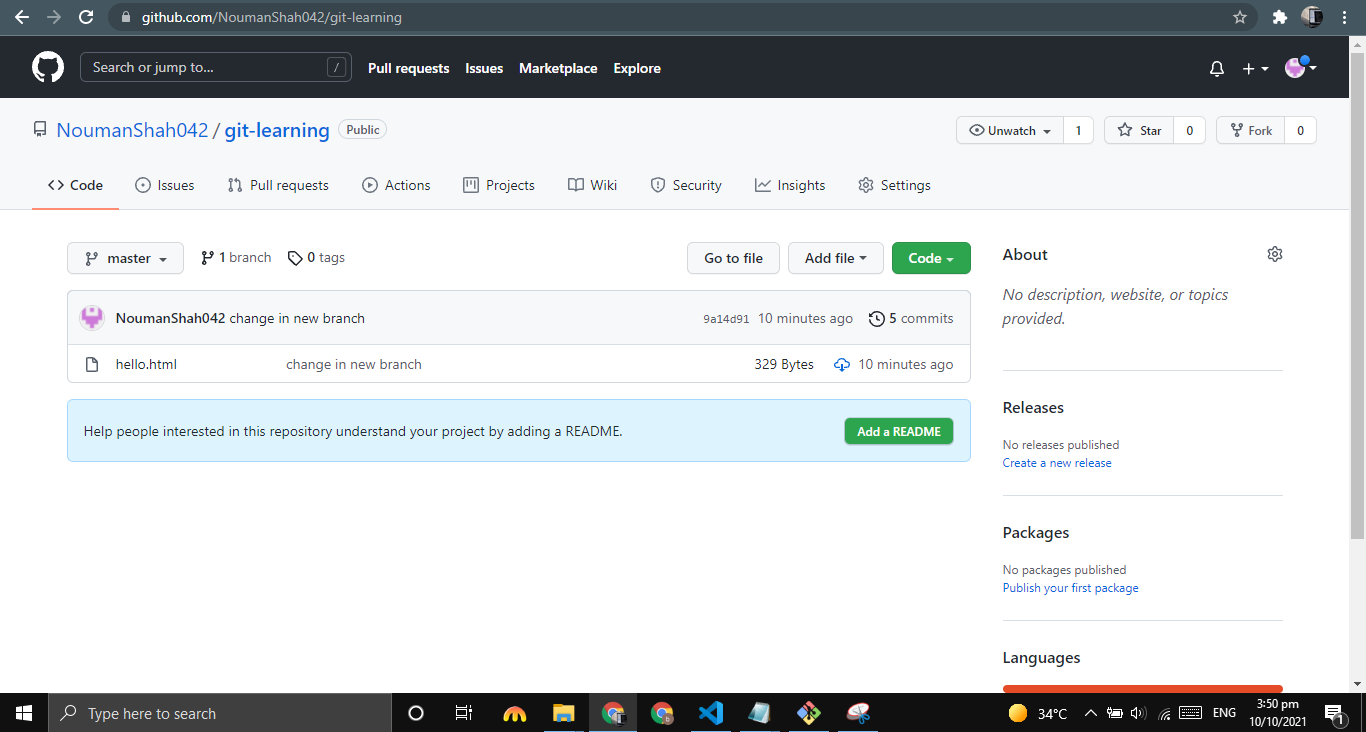 github.com/NoumanShah042/git-learning
Search or jump to... /
Pull requests Issues Marketplace Explore
NoumanShah042 / git-learning Public
Unwatch 1 Star 0 Fork 0
Code Issues Pull requests Actions Projects Wiki Security Insights Settings
master 1 branch 0 tags Go to file Add file Code
NoumanShah042 change in new branch 9a14d91 10 minutes ago 5 commits
hello.html change in new branch 329 Bytes 10 minutes ago
Help people interested in this repository understand your project by adding a README. Add a README
About
No description, website, or topics
provided.
Releases
No releases published
Create a new release
Packages
No packages published
Publish your first package
Languages
Type here to search
34°C ENG
3:50 pm
10/10/2021
1